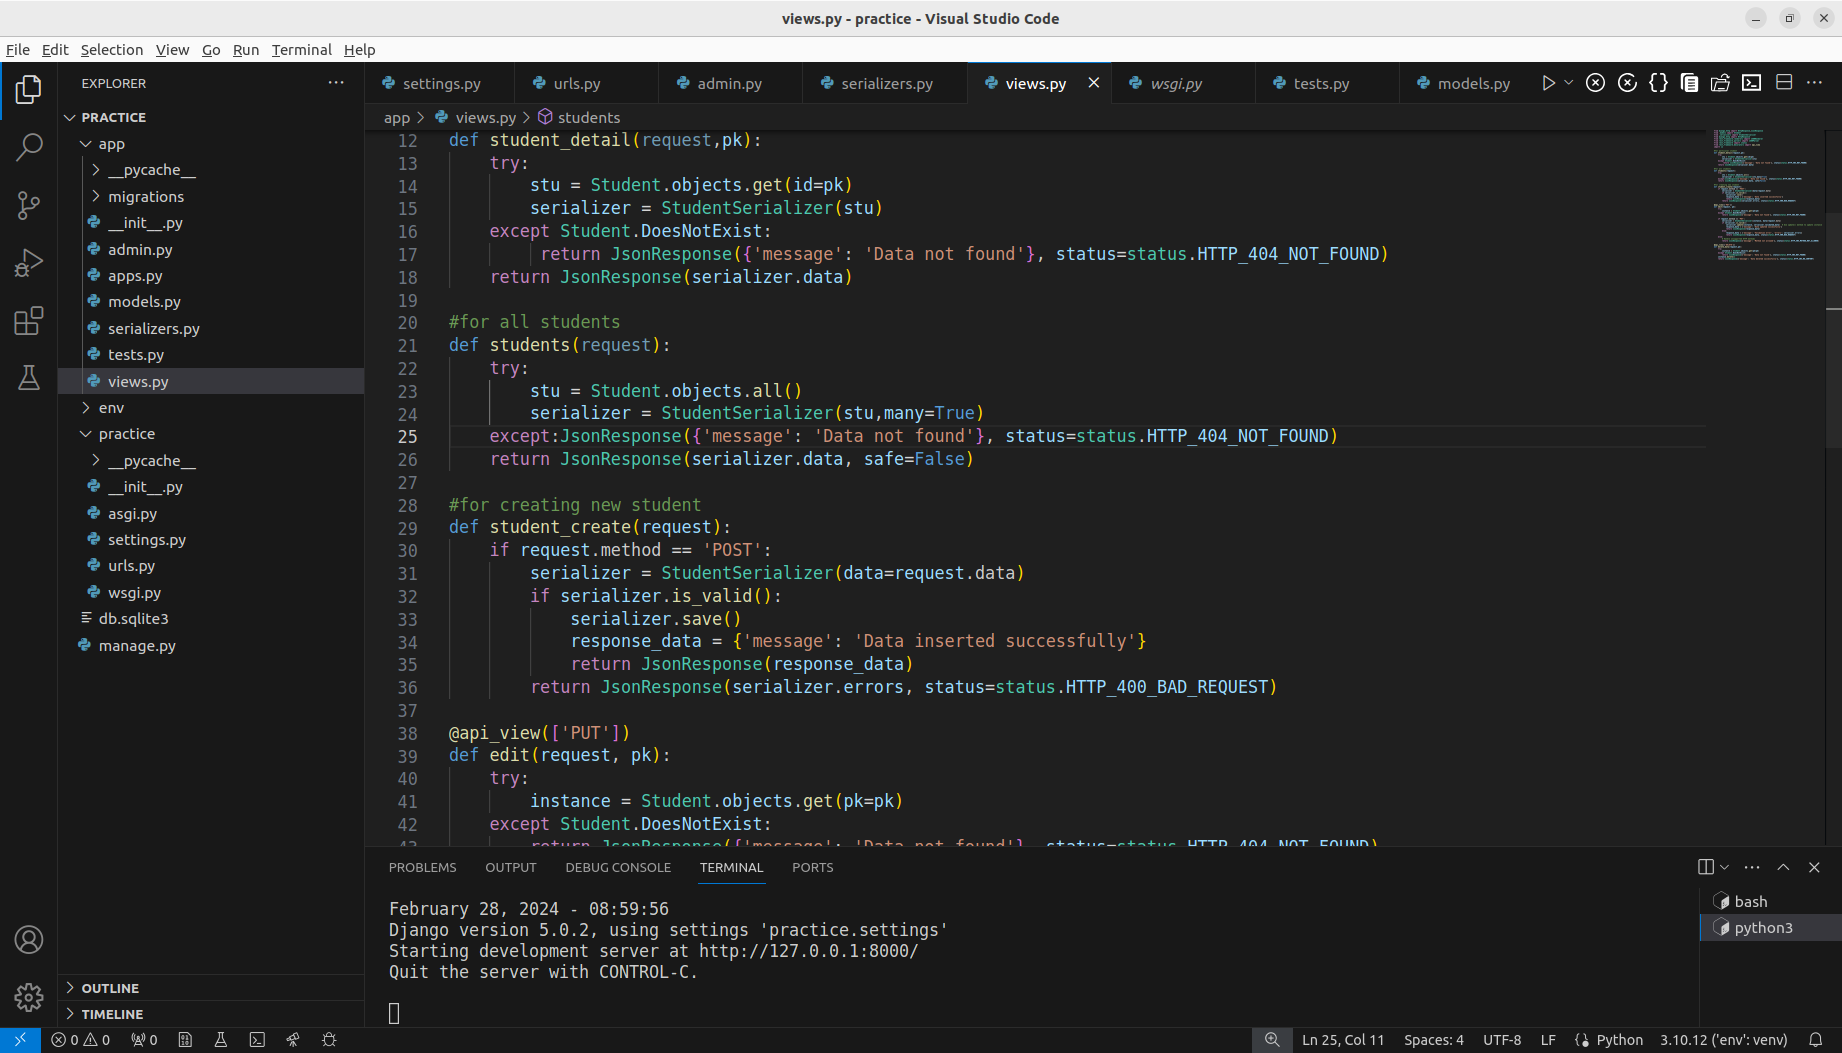 views.py - practice - Visual Studio Code
File Edit Selection View Go Run Terminal Help
EXPLORER
PRACTICE
app
__pycache__
migrations
__init__.py
admin.py
apps.py
models.py
serializers.py
tests.py
views.py
env
practice
__pycache__
__init__.py
asgi.py
settings.py
urls.py
wsgi.py
db.sqlite3
manage.py
OUTLINE
TIMELINE
settings.py urls.py admin.py serializers.py views.py wsgi.py tests.py models.py
app > views.py > students
12 def student_detail(request,pk):
13 try:
14 stu = Student.objects.get(id=pk)
15 serializer = StudentSerializer(stu)
16 except Student.DoesNotExist:
17 return JsonResponse({'message': 'Data not found'}, status=status.HTTP_404_NOT_FOUND)
18 return JsonResponse(serializer.data)
19
20 #for all students
21 def students(request):
22 try:
23 stu = Student.objects.all()
24 serializer = StudentSerializer(stu,many=True)
25 except:JsonResponse({'message': 'Data not found'}, status=status.HTTP_404_NOT_FOUND)
26 return JsonResponse(serializer.data, safe=False)
27
28 #for creating new student
29 def student_create(request):
30 if request.method == 'POST':
31 serializer = StudentSerializer(data=request.data)
32 if serializer.is_valid():
33 serializer.save()
34 response_data = {'message': 'Data inserted successfully'}
35 return JsonResponse(response_data)
36 return JsonResponse(serializer.errors, status=status.HTTP_400_BAD_REQUEST)
37
38 @api_view(['PUT'])
39 def edit(request, pk):
40 try:
41 instance = Student.objects.get(pk=pk)
42 except Student.DoesNotExist:
43 return JsonResponse({'message': 'Data not found'}, status=status.HTTP_404_NOT_FOUND)
PROBLEMS OUTPUT DEBUG CONSOLE TERMINAL PORTS
February 28, 2024 - 08:59:56
Django version 5.0.2, using settings 'practice.settings'
Starting development server at http://127.0.0.1:8000/
Quit the server with CONTROL-C.
bash
python3
0 0 0 Ln 25, Col 11 Spaces: 4 UTF-8 LF Python 3.10.12 ('env': venv)